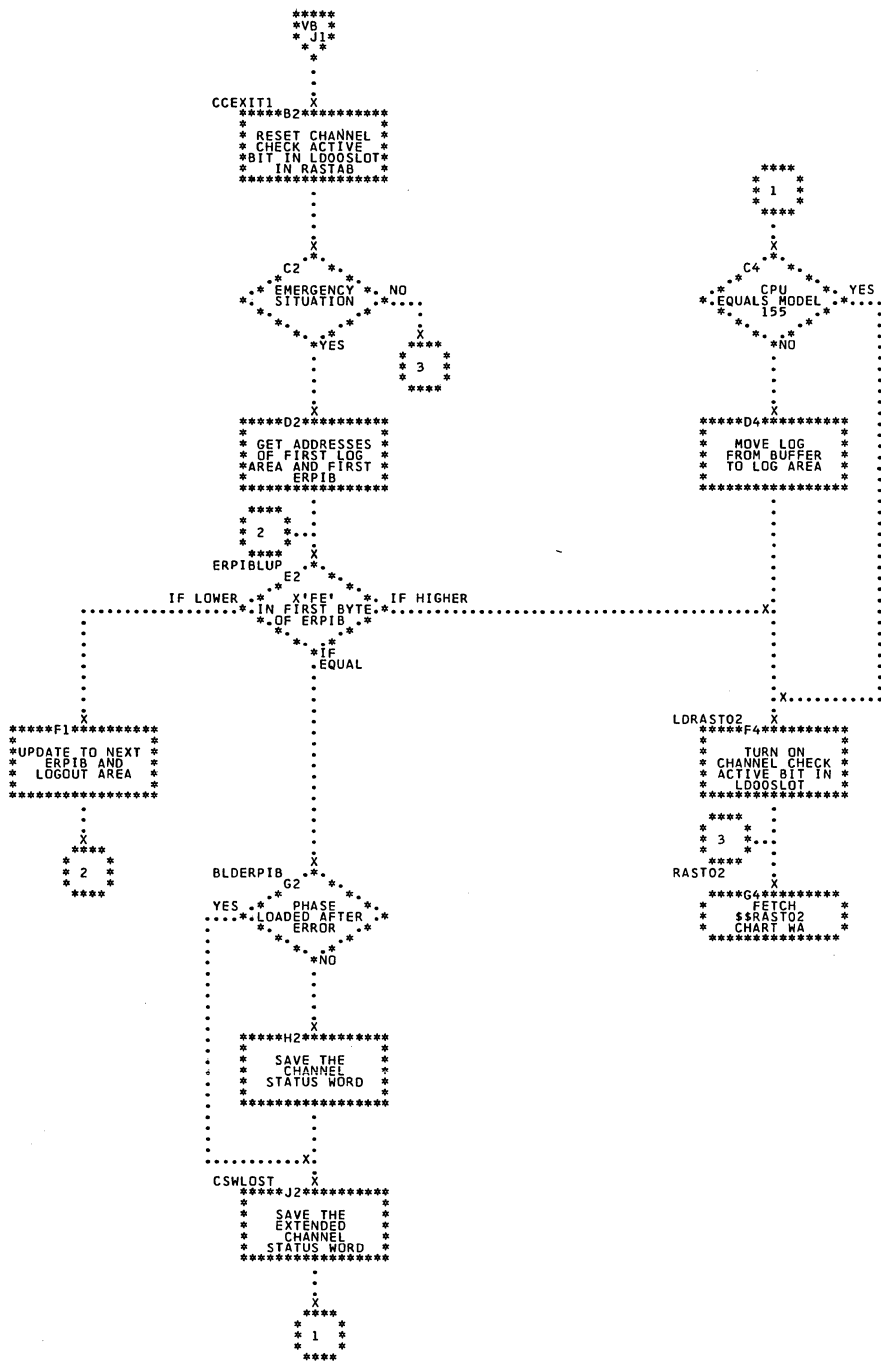 VB
J1
CCEXIT1
B2
RESET CHANNEL
CHECK ACTIVE
BIT IN LDOOSLOT
IN RASTAB
C2
EMERGENCY
SITUATION
NO
YES
3
D2
GET ADDRESSES
OF FIRST LOG
AREA AND FIRST
ERPIB
2
ERPIBLUP
E2
IF LOWER
X'FE'
IN FIRST BYTE
OF ERPIB
IF HIGHER
IF
EQUAL
F1
UPDATE TO NEXT
ERPIB AND
LOGOUT AREA
2
BLDERPIB
G2
YES
PHASE
LOADED AFTER
ERROR
NO
H2
SAVE THE
CHANNEL
STATUS WORD
CSWLOST
J2
SAVE THE
EXTENDED
CHANNEL
STATUS WORD
1
1
C4
CPU
EQUALS MODEL
155
YES
NO
D4
MOVE LOG
FROM BUFFER
TO LOG AREA
LDRAST02
F4
TURN ON
CHANNEL CHECK
ACTIVE BIT IN
LDOOSLOT
3
RAST02
G4
FETCH
$$RAST02
CHART WA